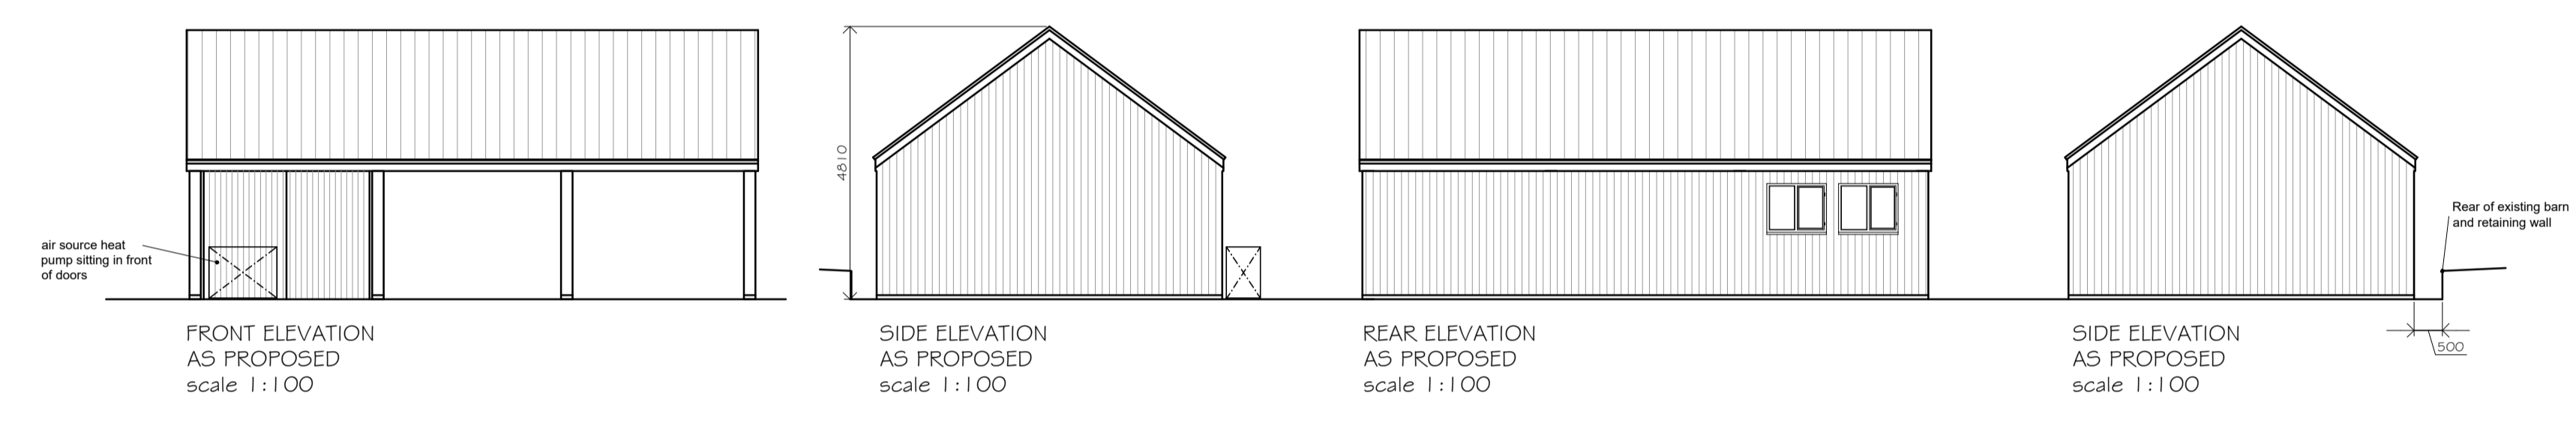 air source heat
pump sitting in front
of doors
FRONT ELEVATION
AS PROPOSED
scale 1:100
4810
SIDE ELEVATION
AS PROPOSED
scale 1:100
X
REAR ELEVATION
AS PROPOSED
scale 1:100
Rear of existing barn
and retaining wall
SIDE ELEVATION
AS PROPOSED
scale 1:100
500